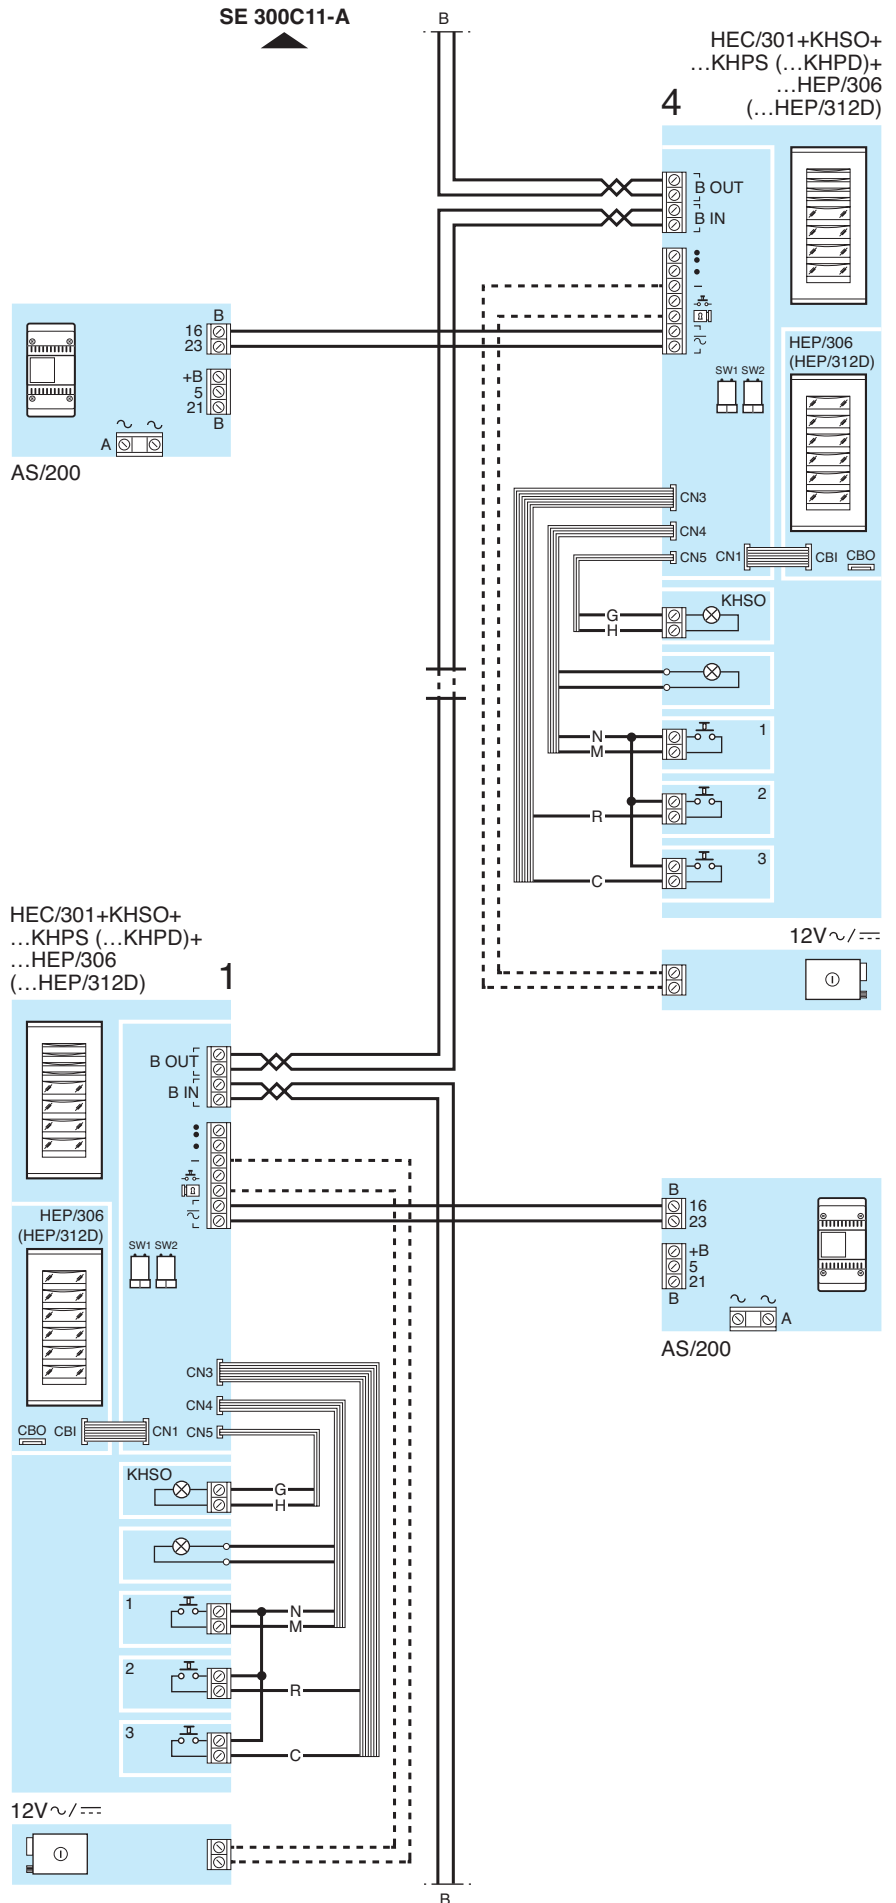 SE 300C11-A
B
HEC/301+KHSO+
…KHPS (…KHPD)+
…HEP/306
(…HEP/312D)
4
B OUT
B IN
B
16
23
+B
5
21
B
A
AS/200
HEP/306
(HEP/312D)
SW1 SW2
CN3
CN4
CN5
CN1
CBI
CBO
KHSO
G
H
N
M
1
R
2
C
3
12V ~/⎓
HEC/301+KHSO+
…KHPS (…KHPD)+
…HEP/306
(…HEP/312D)
1
B OUT
B IN
HEP/306
(HEP/312D)
SW1 SW2
B
16
23
+B
5
21
B
A
AS/200
CN3
CN4
CBO
CBI
CN1
CN5
KHSO
G
H
1
N
M
2
R
3
C
12V ~/⎓
B